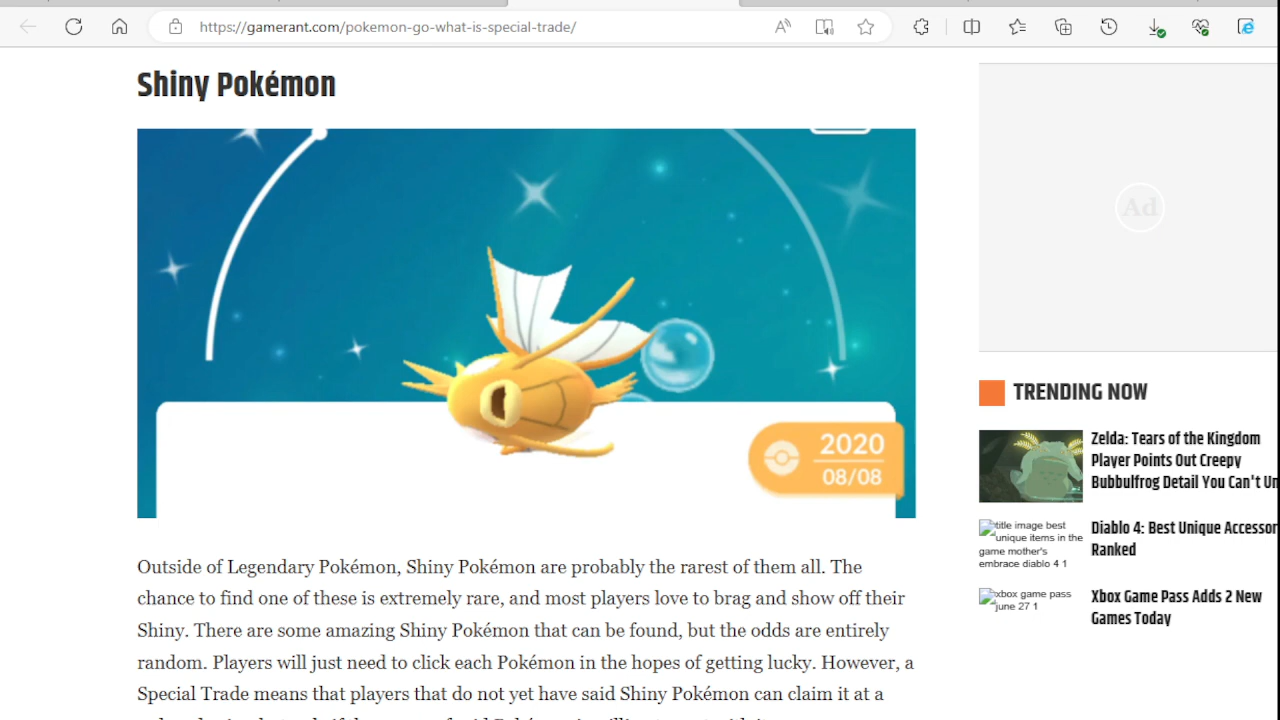 https://gamerant.com/pokemon-go-what-is-special-trade/
Shiny Pokémon
2020
08/08
Outside of Legendary Pokémon, Shiny Pokémon are probably the rarest of them all. The
chance to find one of these is extremely rare, and most players love to brag and show off their
Shiny. There are some amazing Shiny Pokémon that can be found, but the odds are entirely
random. Players will just need to click each Pokémon in the hopes of getting lucky. However, a
Special Trade means that players that do not yet have said Shiny Pokémon can claim it at a
Ad
TRENDING NOW
Zelda: Tears of the Kingdom
Player Points Out Creepy
Bubbulfrog Detail You Can't Un
title image best
unique items in the
game mother's
embrace diablo 4 1
Diablo 4: Best Unique Accessor
Ranked
xbox game pass
june 27 1
Xbox Game Pass Adds 2 New
Games Today